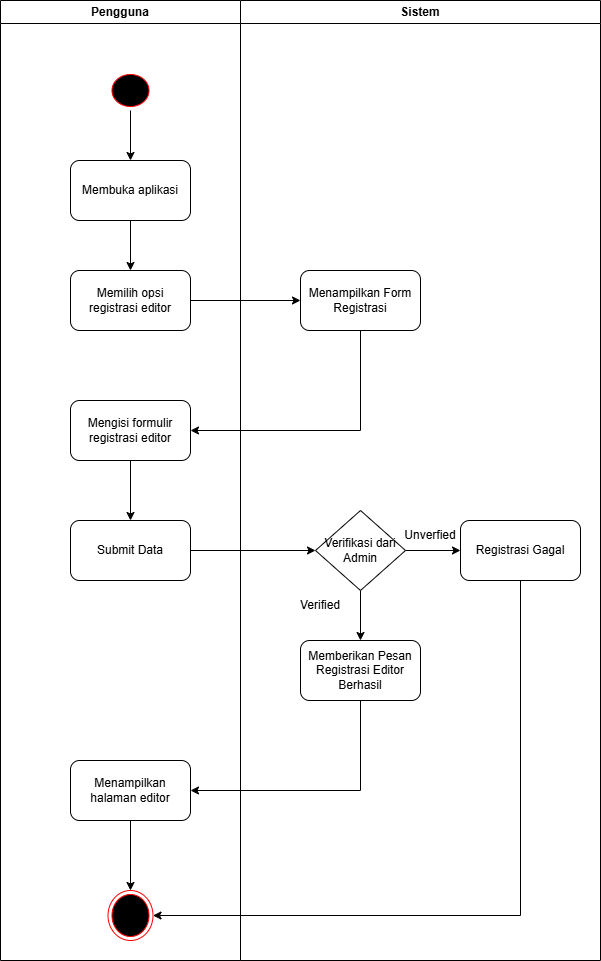 Pengguna
Sistem
Membuka aplikasi
Memilih opsi
registrasi editor
Menampilkan Form
Registrasi
Mengisi formulir
registrasi editor
Submit Data
Verifikasi dari
Admin
Unverfied
Registrasi Gagal
Verified
Memberikan Pesan
Registrasi Editor
Berhasil
Menampilkan
halaman editor